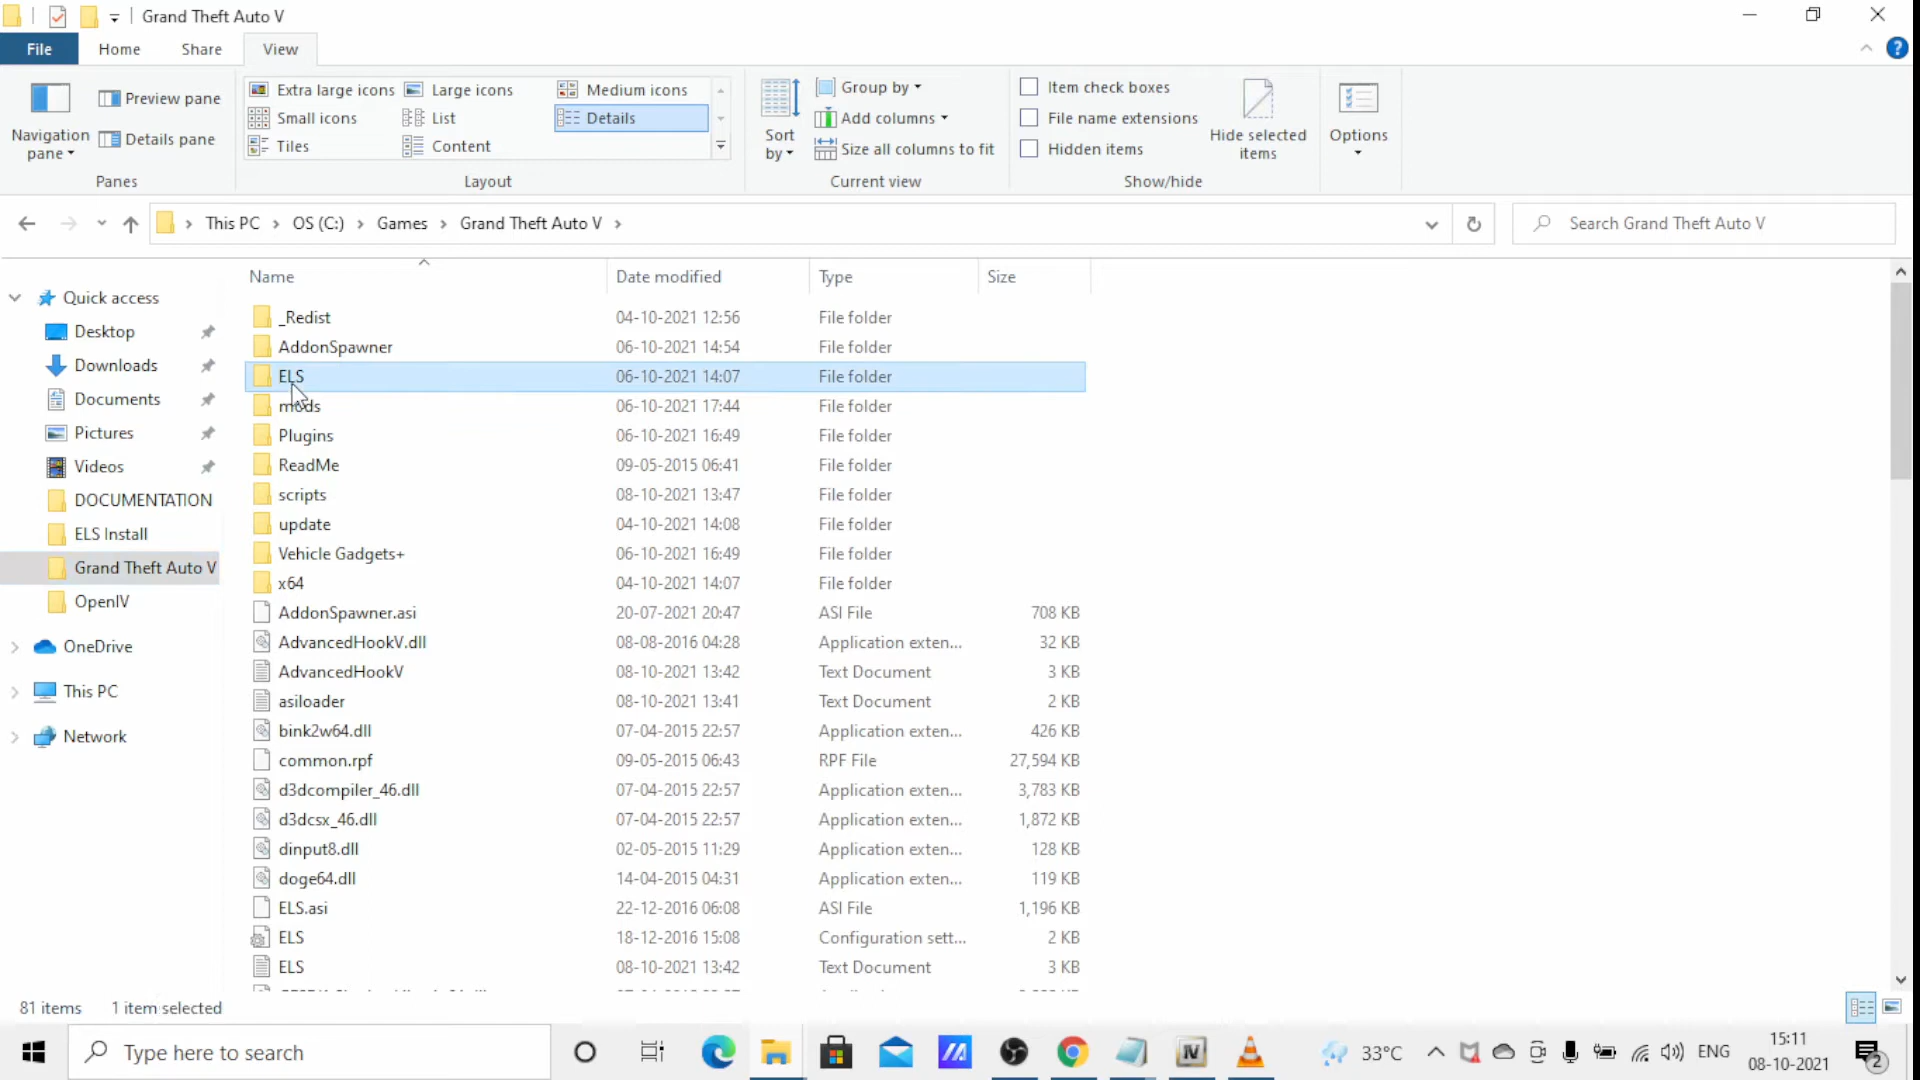 Grand Theft Auto V
File Home Share View
Navigation pane
Preview pane
Details pane
Panes
Extra large icons Large icons Medium icons
Small icons List Details
Tiles Content
Layout
Sort by
Group by
Add columns
Size all columns to fit
Current view
Item check boxes
File name extensions
Hidden items
Hide selected items
Show/hide
Options
This PC > OS (C:) > Games > Grand Theft Auto V >
Search Grand Theft Auto V
Quick access
Desktop
Downloads
Documents
Pictures
Videos
DOCUMENTATION
ELS Install
Grand Theft Auto V
OpenIV
OneDrive
This PC
Network
Name Date modified Type Size
_Redist 04-10-2021 12:56 File folder
AddonSpawner 06-10-2021 14:54 File folder
ELS 06-10-2021 14:07 File folder
mods 06-10-2021 17:44 File folder
Plugins 06-10-2021 16:49 File folder
ReadMe 09-05-2015 06:41 File folder
scripts 08-10-2021 13:47 File folder
update 04-10-2021 14:08 File folder
Vehicle Gadgets+ 06-10-2021 16:49 File folder
x64 04-10-2021 14:07 File folder
AddonSpawner.asi 20-07-2021 20:47 ASI File 708 KB
AdvancedHookV.dll 08-08-2016 04:28 Application exten... 32 KB
AdvancedHookV 08-10-2021 13:42 Text Document 3 KB
asiloader 08-10-2021 13:41 Text Document 2 KB
bink2w64.dll 07-04-2015 22:57 Application exten... 426 KB
common.rpf 09-05-2015 06:43 RPF File 27,594 KB
d3dcompiler_46.dll 07-04-2015 22:57 Application exten... 3,783 KB
d3dcsx_46.dll 07-04-2015 22:57 Application exten... 1,872 KB
dinput8.dll 02-05-2015 11:29 Application exten... 128 KB
doge64.dll 14-04-2015 04:31 Application exten... 119 KB
ELS.asi 22-12-2016 06:08 ASI File 1,196 KB
ELS 18-12-2016 15:08 Configuration sett... 2 KB
ELS 08-10-2021 13:42 Text Document 3 KB
81 items 1 item selected
Type here to search
33°C
ENG
15:11
08-10-2021
2